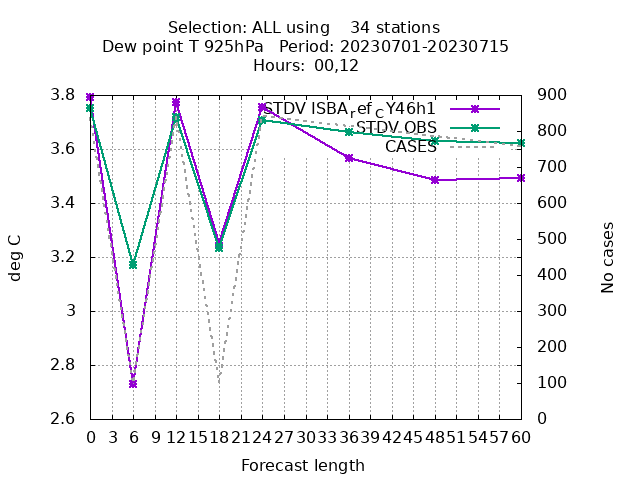 Selection: ALL using    34 stations
Dew point T 925hPa   Period: 20230701-20230715
Hours:  00,12
3.8
3.6
3.4
3.2
3
2.8
2.6
deg C
STDV ISBA_ref_CY46h1
STDV OBS
CASES
900
800
700
600
500
400
300
200
100
0
No cases
0 3 6 9 12 15 18 21 24 27 30 33 36 39 42 45 48 51 54 57 60
Forecast length